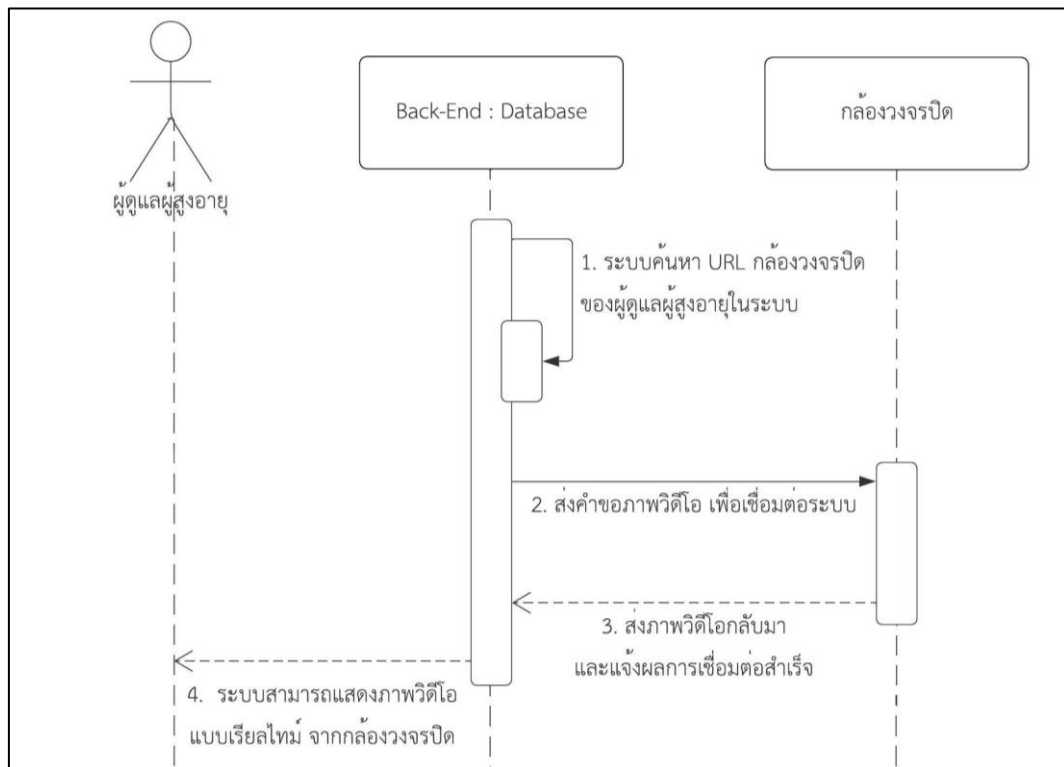 Back-End : Database
กล้องวงจรปิด
ผู้ดูแลผู้สูงอายุ
1. ระบบค้นหา URL กล้องวงจรปิด
ของผู้ดูแลผู้สูงอายุในระบบ
2. ส่งคำขอภาพวิดีโอ เพื่อเชื่อมต่อระบบ
3. ส่งภาพวิดีโอกลับมา
และแจ้งผลการเชื่อมต่อสำเร็จ
4. ระบบสามารถแสดงภาพวิดีโอ
แบบเรียลไทม์ จากกล้องวงจรปิด